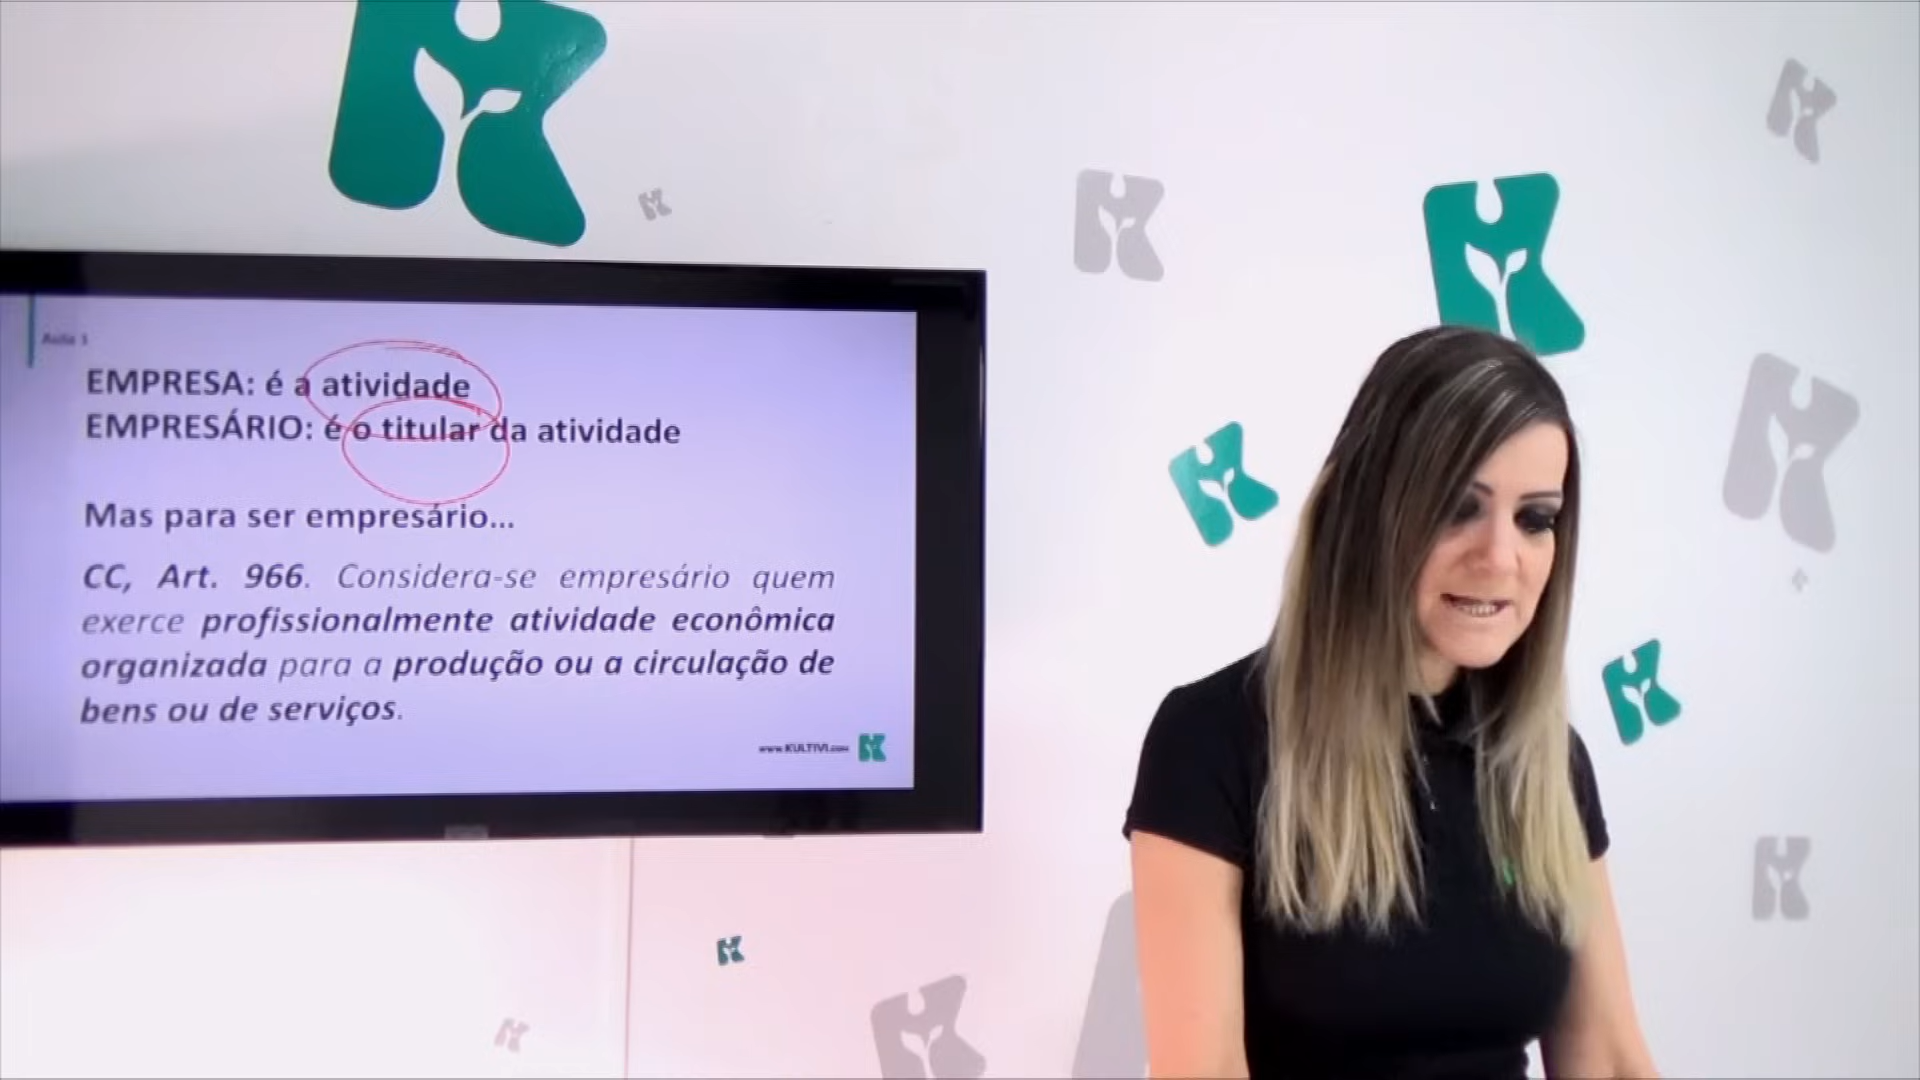 Aula 1
EMPRESA: é a atividade
EMPRESÁRIO: é o titular da atividade
Mas para ser empresário...
CC, Art. 966. Considera-se empresário quem
exerce profissionalmente atividade econômica
organizada para a produção ou a circulação de
bens ou de serviços.
www.KULTIVI.com